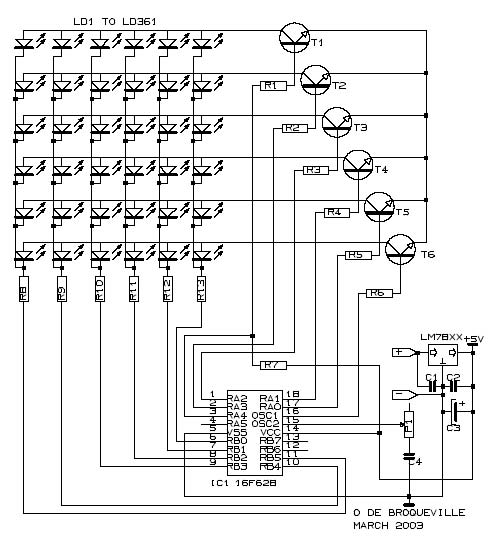 LD1 TO LD361
T1
R1
T2
R2
T3
R3
T4
R4
T5
R5
T6
R6
R8 R9 R10 R11 R12 R13
LM78XX
+5V
+
R7
C1 C2
-
+
C3
P1
C4
1 RA2 RA1 18
2 RA3 RA0 17
3 RA4 OSC1 16
4 RA5 OSC2 15
5 VSS VCC 14
6 RB0 RB7 13
7 RB1 RB6 12
8 RB2 RB5 11
9 RB3 RB4 10
IC1 16F628
O DE BROQUEVILLE
MARCH 2003